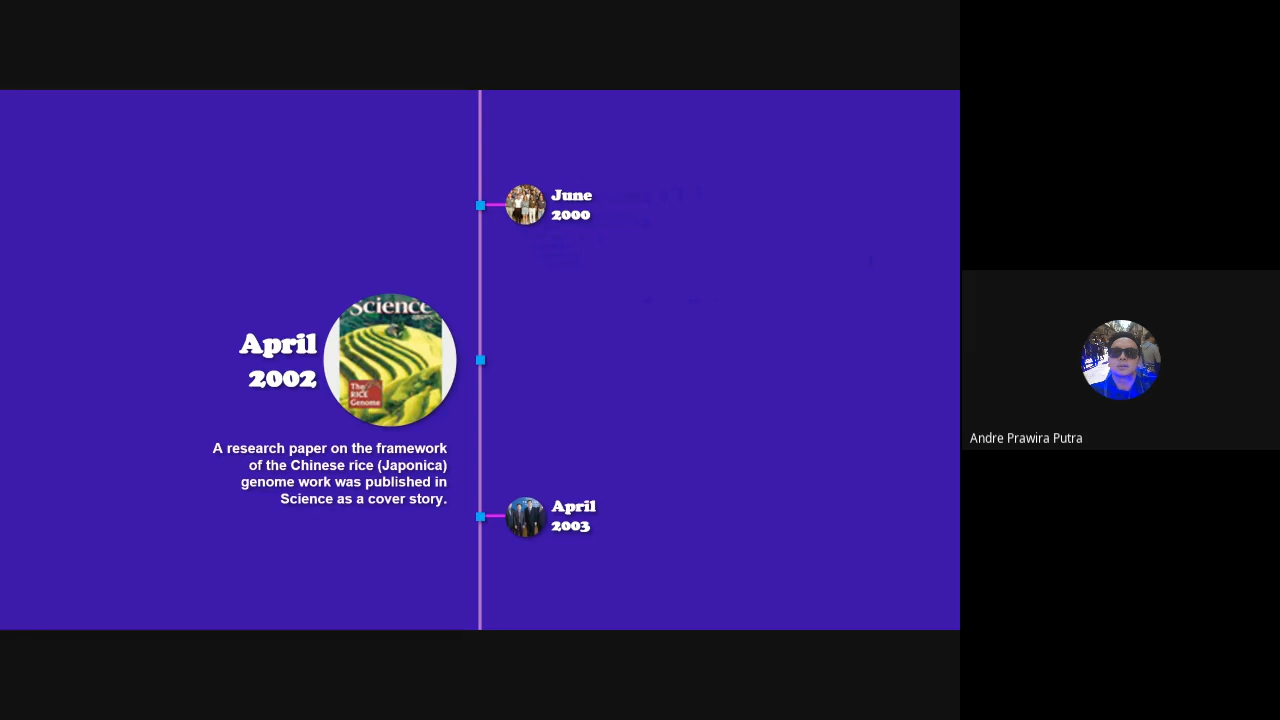 June
2000
Science
April
2002
The
RICE
Genome
A research paper on the framework
of the Chinese rice (Japonica)
genome work was published in
Science as a cover story.
April
2003
Andre Prawira Putra